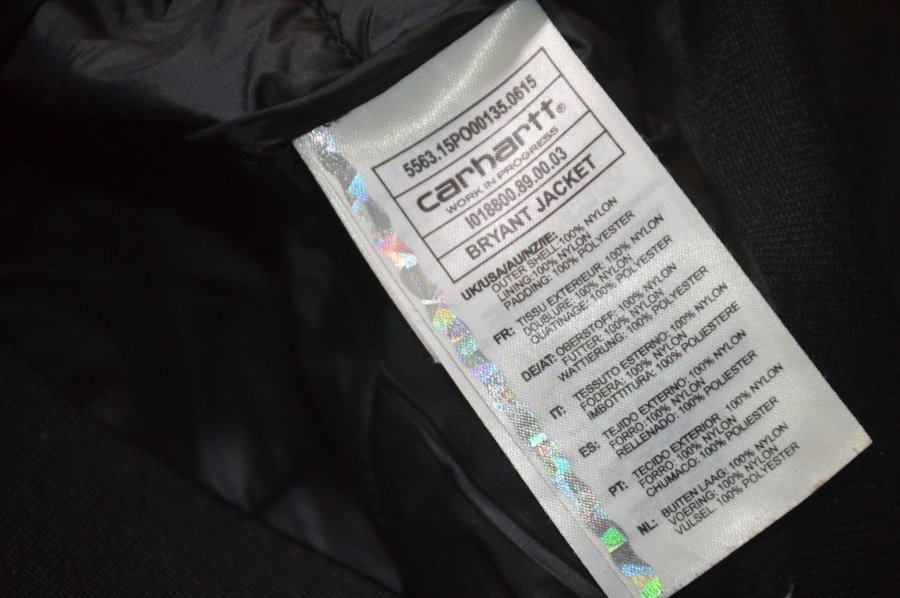 5563.15PO00135.0615
carhartt®
WORK IN PROGRESS
I018800.89.00.03
BRYANT JACKET
UK/USA/AU/NZ/IE:
OUTER SHELL:100% NYLON
LINING:100% NYLON
PADDING: 100% POLYESTER
FR: TISSU EXTERIEUR: 100% NYLON
DOUBLURE: 100% NYLON
OUATINAGE: 100% POLYESTER
DE/AT: OBERSTOFF: 100% NYLON
FUTTER: 100% NYLON
WATTIERUNG: 100% POLYESTER
IT: TESSUTO ESTERNO: 100% NYLON
FODERA: 100% NYLON
IMBOTTITURA: 100% POLIESTERE
ES: TEJIDO EXTERNO: 100% NYLON
FORRO: 100% NYLON
RELLENADO: 100% POLYESTER
PT: TECIDO EXTERIOR: 100% NYLON
FORRO: 100% NYLON
CHUMACO: 100% POLYESTER
NL: BUITEN LAAG: 100% NYLON
VOERING: 100% NYLON
VULSEL: 100% POLYESTER